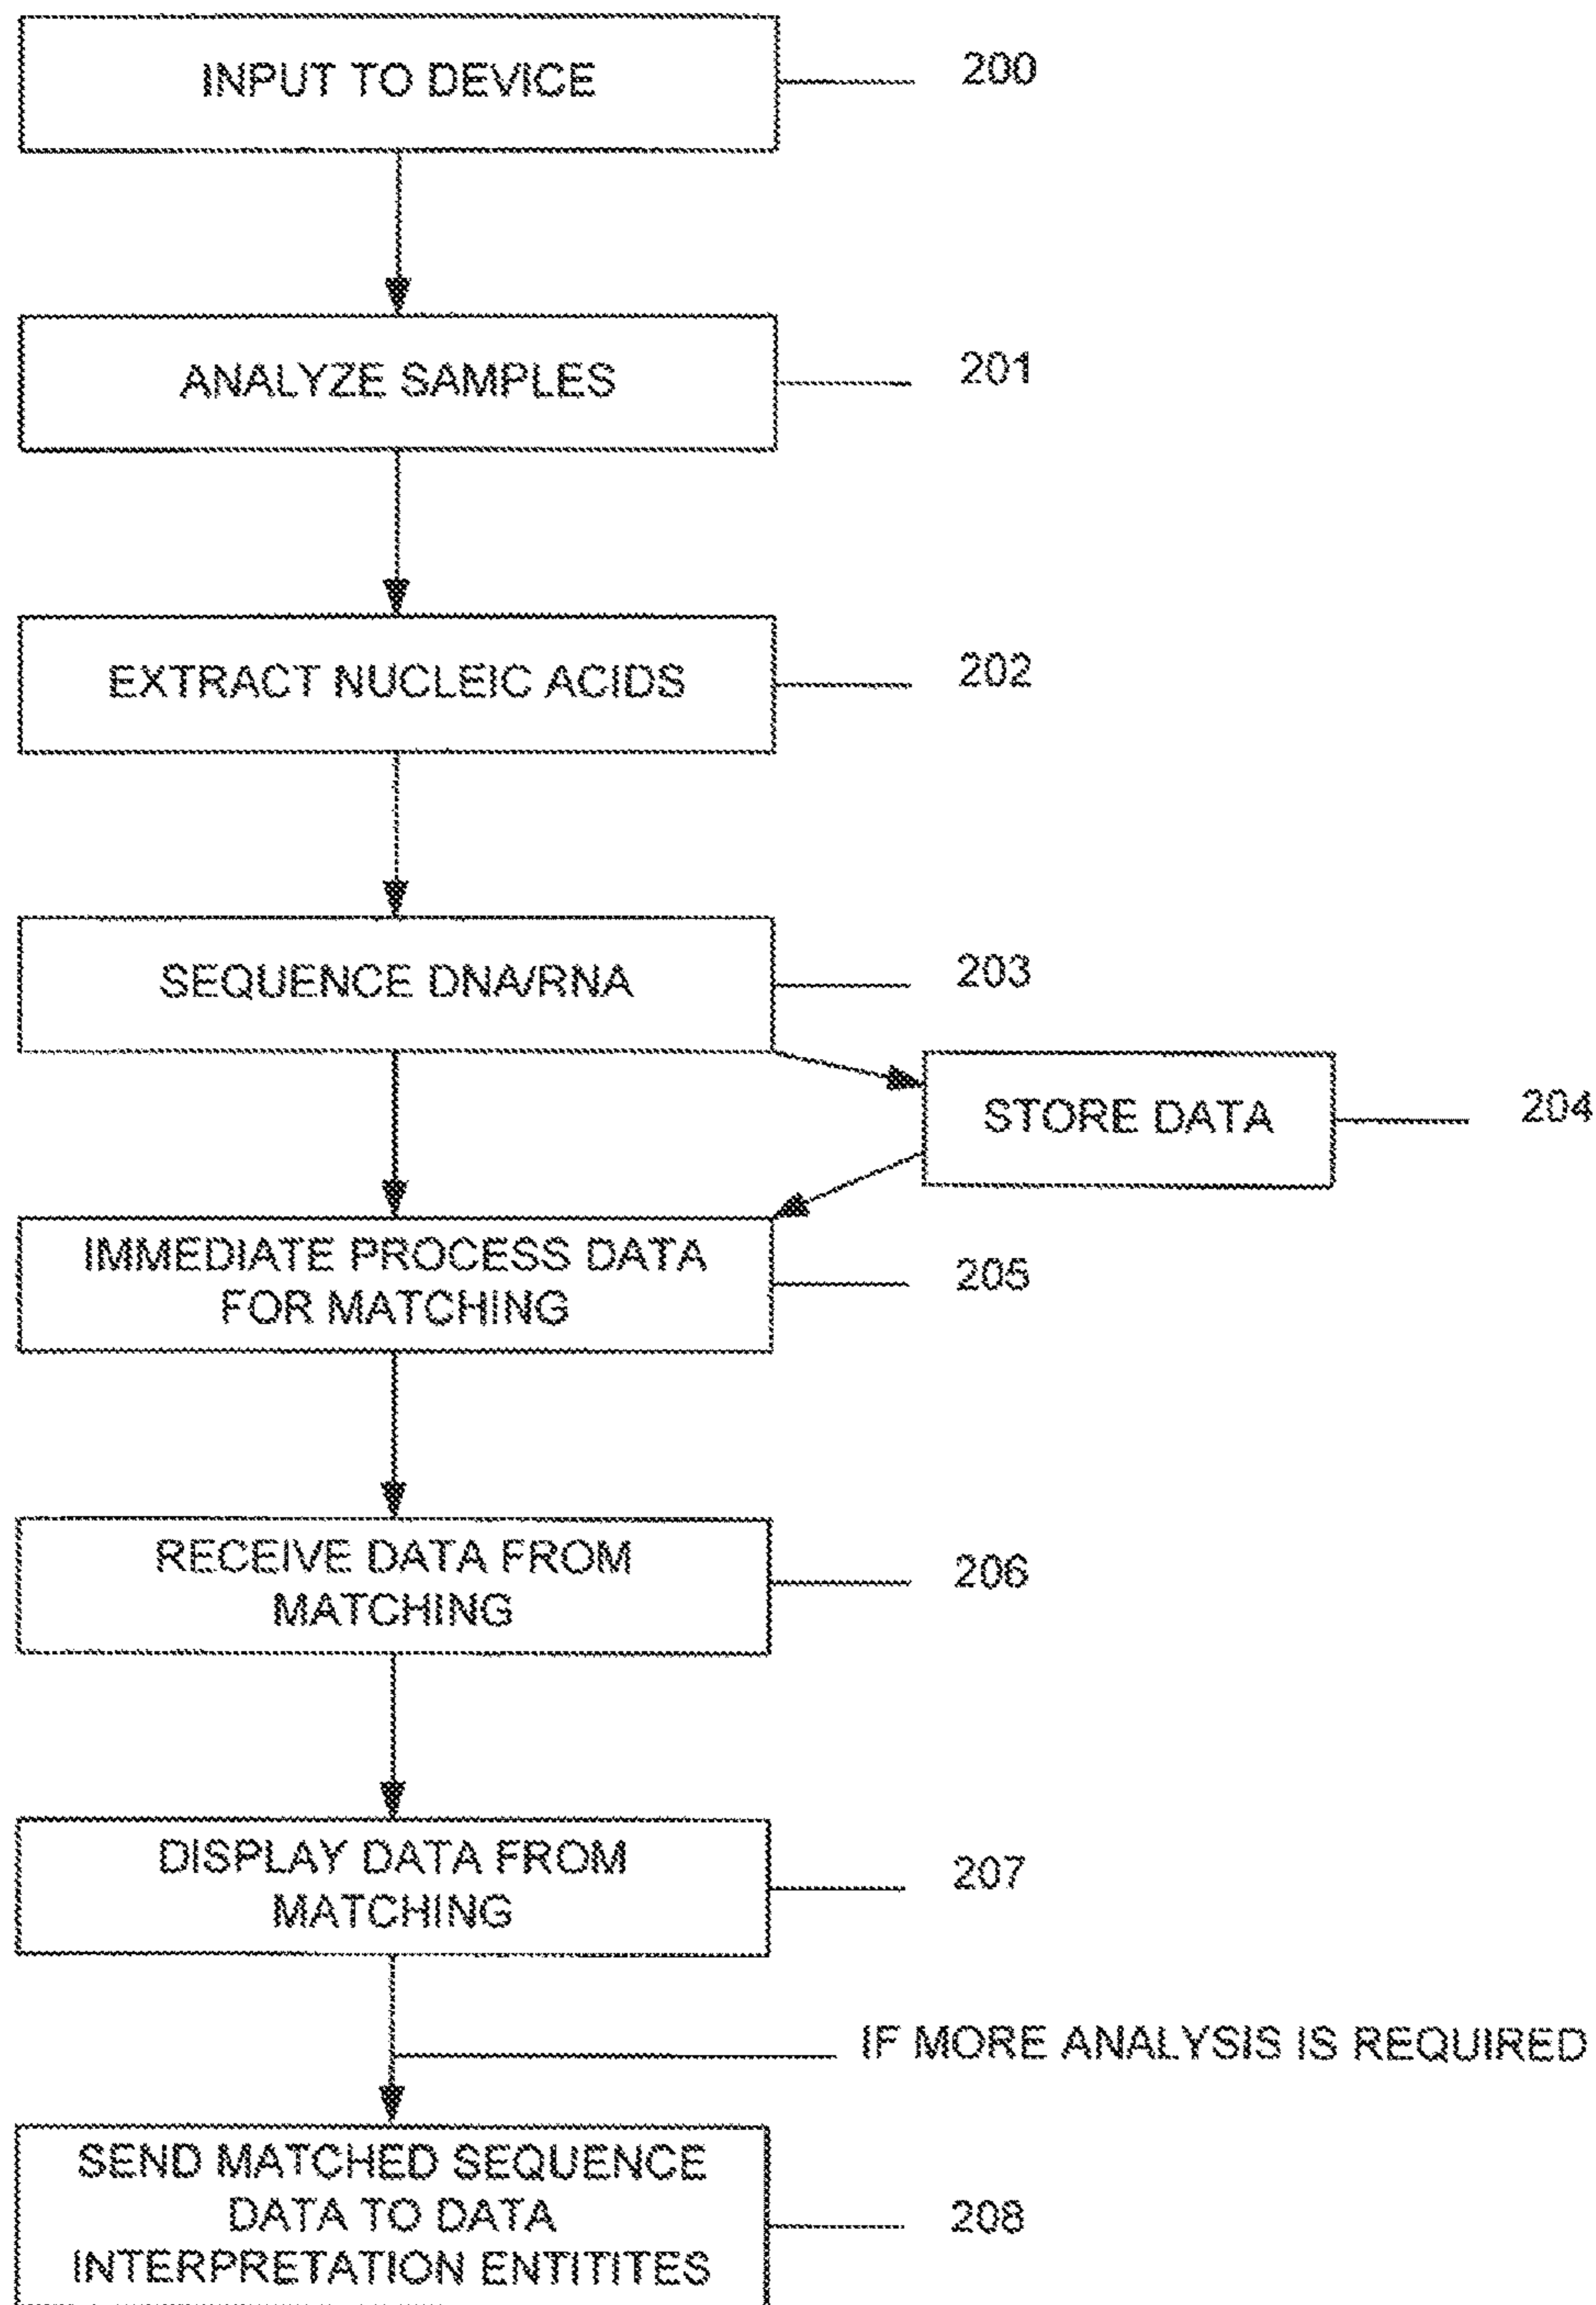 INPUT TO DEVICE
200
ANALYZE SAMPLES
201
EXTRACT NUCLEIC ACIDS
202
SEQUENCE DNA/RNA
203
STORE DATA
204
IMMEDIATE PROCESS DATA
FOR MATCHING
205
RECEIVE DATA FROM
MATCHING
206
DISPLAY DATA FROM
MATCHING
207
IF MORE ANALYSIS IS REQUIRED
SEND MATCHED SEQUENCE
DATA TO DATA
INTERPRETATION ENTITITES
208